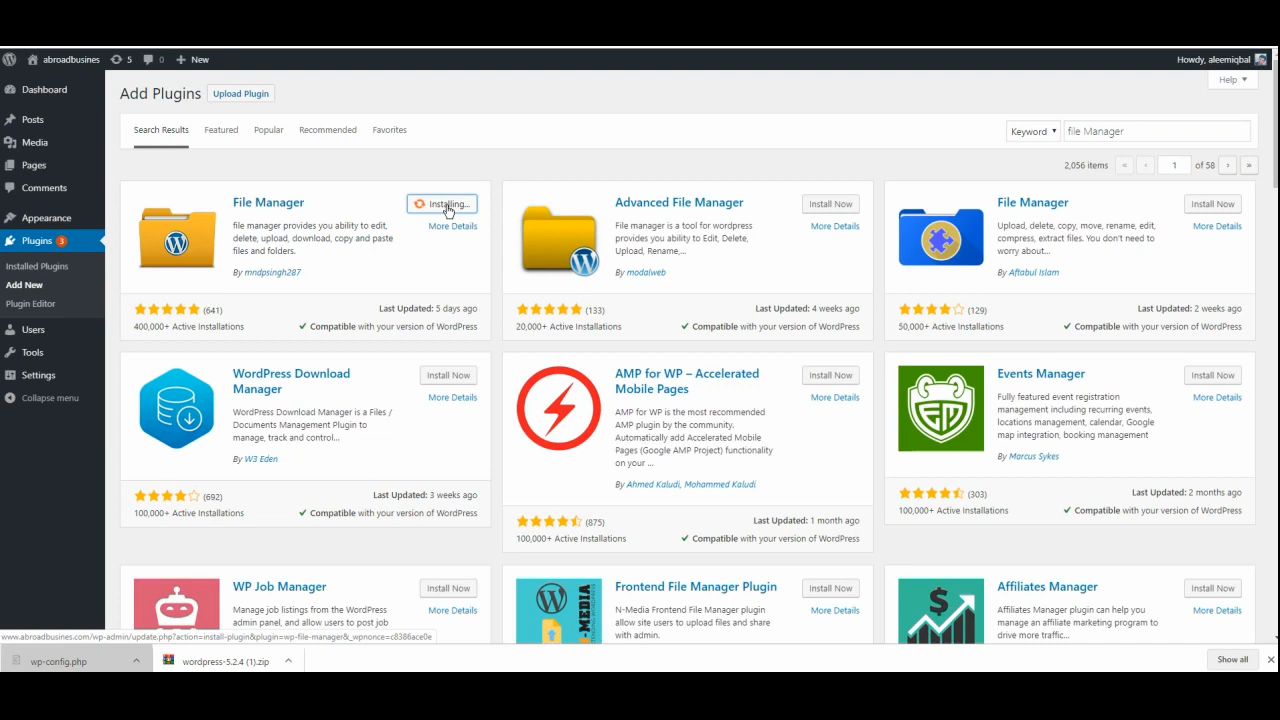 abroadbusines
5
0
New
Howdy, aleemiqbal
Dashboard
Posts
Media
Pages
Comments
Appearance
Plugins 3
Installed Plugins
Add New
Plugin Editor
Users
Tools
Settings
Collapse menu
Add Plugins
Upload Plugin
Help
Search Results
Featured
Popular
Recommended
Favorites
Keyword
file Manager
2,056 items
«
‹
1
of 58
›
»
File Manager
Installing...
More Details
file manager provides you ability to edit,
delete, upload, download, copy and paste
files and folders.
By mndpsingh287
(641)
Last Updated: 5 days ago
400,000+ Active Installations
Compatible with your version of WordPress
Advanced File Manager
Install Now
More Details
File manager is a tool for wordpress
provides you ability to Edit, Delete,
Upload, Rename,...
By modalweb
(133)
Last Updated: 4 weeks ago
20,000+ Active Installations
Compatible with your version of WordPress
File Manager
Install Now
More Details
Upload, delete, copy, move, rename, edit,
compress, extract files. You don't need to
worry about...
By Aftabul Islam
(129)
Last Updated: 2 weeks ago
50,000+ Active Installations
Compatible with your version of WordPress
WordPress Download
Manager
Install Now
More Details
WordPress Download Manager is a Files /
Documents Management Plugin to
manage, track and control...
By W3 Eden
(692)
Last Updated: 3 weeks ago
100,000+ Active Installations
Compatible with your version of WordPress
AMP for WP – Accelerated
Mobile Pages
Install Now
More Details
AMP for WP is the most recommended
AMP plugin by the community.
Automatically add Accelerated Mobile
Pages (Google AMP Project) functionality
on your ...
By Ahmed Kaludi, Mohammed Kaludi
(875)
Last Updated: 1 month ago
100,000+ Active Installations
Compatible with your version of WordPress
EM
Events Manager
Install Now
More Details
Fully featured event registration
management including recurring events,
locations management, calendar, Google
map integration, booking management
By Marcus Sykes
(303)
Last Updated: 2 months ago
100,000+ Active Installations
Compatible with your version of WordPress
WP Job Manager
Install Now
More Details
Manage job listings from the WordPress
admin panel, and allow users to post job
N-MEDIA
Frontend File Manager Plugin
Install Now
More Details
N-Media Frontend File Manager plugin
allow site users to upload files and share
with admin.
$
Affiliates Manager
Install Now
More Details
Affiliates Manager plugin can help you
manage an affiliate marketing program to
drive more traffic...
www.abroadbusines.com/wp-admin/update.php?action=install-plugin&plugin=wp-file-manager&_wpnonce=c8386ace0e
wp-config.php
wordpress-5.2.4 (1).zip
Show all